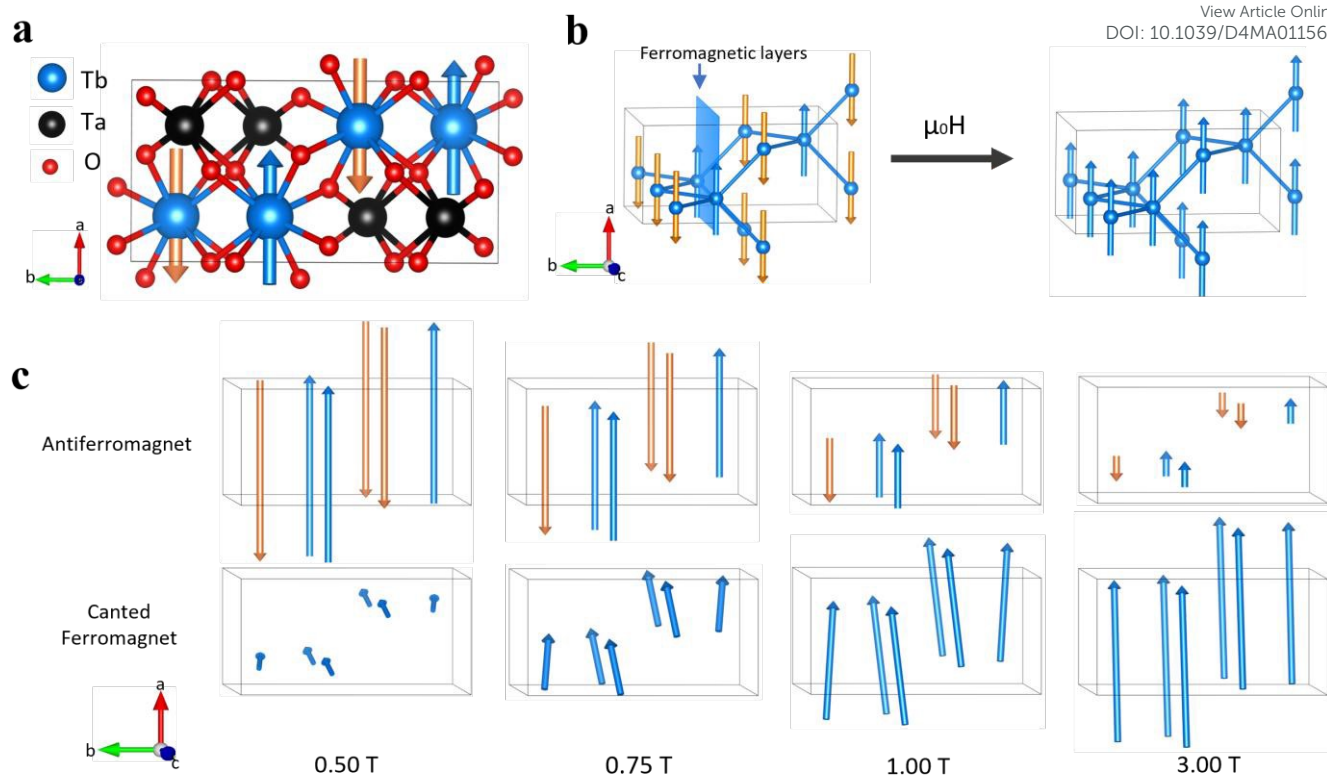 View Article Onlin
DOI: 10.1039/D4MA01156
a
Tb
Ta
O
a
b
b
Ferromagnetic layers
μ₀H
a
b
c
c
Antiferromagnet
Canted
Ferromagnet
a
b
c
0.50 T
0.75 T
1.00 T
3.00 T